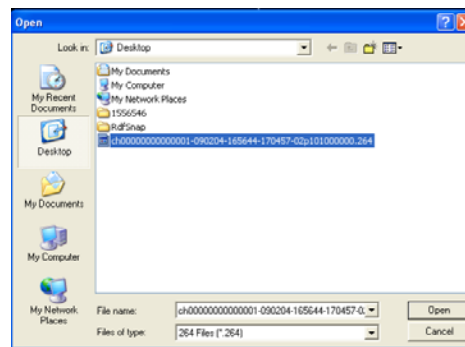 Open
Look in: Desktop
My Documents
My Computer
My Network Places
1556546
RdfSnap
ch00000000000001-090204-165644-170457-02p101000000.264
My Recent
Documents
Desktop
My Documents
My Computer
My Network
Places
File name: ch00000000000001-090204-165644-170457-0
Open
Files of type: 264 Files (*.264)
Cancel